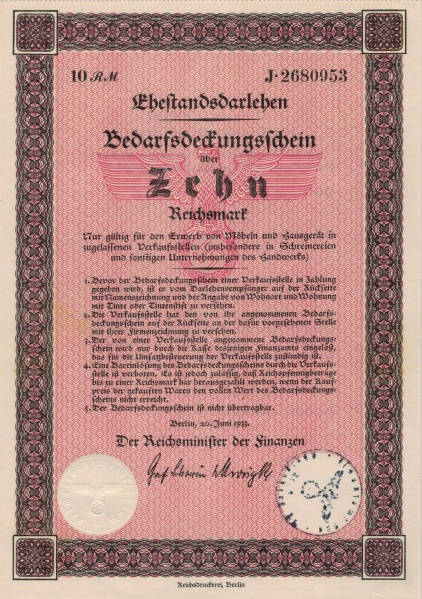 10 RM
J·2680953
Ehestandsdarlehen
Bedarfsdeckungsschein
über
Zehn
Reichsmark
Nur gültig für den Erwerb von Möbeln und Hausgerät in
zugelassenen Verkaufsstellen (insbesondere in Schreinereien
und sonstigen Unternehmungen des Handwerks)
1. Bevor der Bedarfsdeckungsschein einer Verkaufsstelle in Zahlung
gegeben wird, ist er vom Darlehensempfänger auf der Rückseite
mit Namenszeichnung und der Angabe von Wohnort und Wohnung
mit Tinte oder Tintenstift zu versehen.
2. Die Verkaufsstelle hat den von ihr angenommenen Bedarfs-
deckungsschein auf der Rückseite an der dafür vorgesehenen Stelle
mit ihrer Firmenzeichnung zu versehen.
3. Der von einer Verkaufsstelle angenommene Bedarfsdeckungs-
schein wird nur durch die Kasse desjenigen Finanzamts eingelöst,
das für die Umsatzbesteuerung der Verkaufsstelle zuständig ist.
4. Eine Bareinlösung des Bedarfsdeckungsscheins durch die Verkaufs-
stelle ist verboten. Es ist jedoch zulässig, daß Reichspfennigbeträge
bis zu einer Reichsmark bar herausgezahlt werden, wenn der Kauf-
preis der gekauften Waren den vollen Wert des Bedarfsdeckungs-
scheins nicht erreicht.
5. Der Bedarfsdeckungsschein ist nicht übertragbar.
Berlin, 20. Juni 1933.
Der Reichsminister der Finanzen
Reichsdruckerei, Berlin